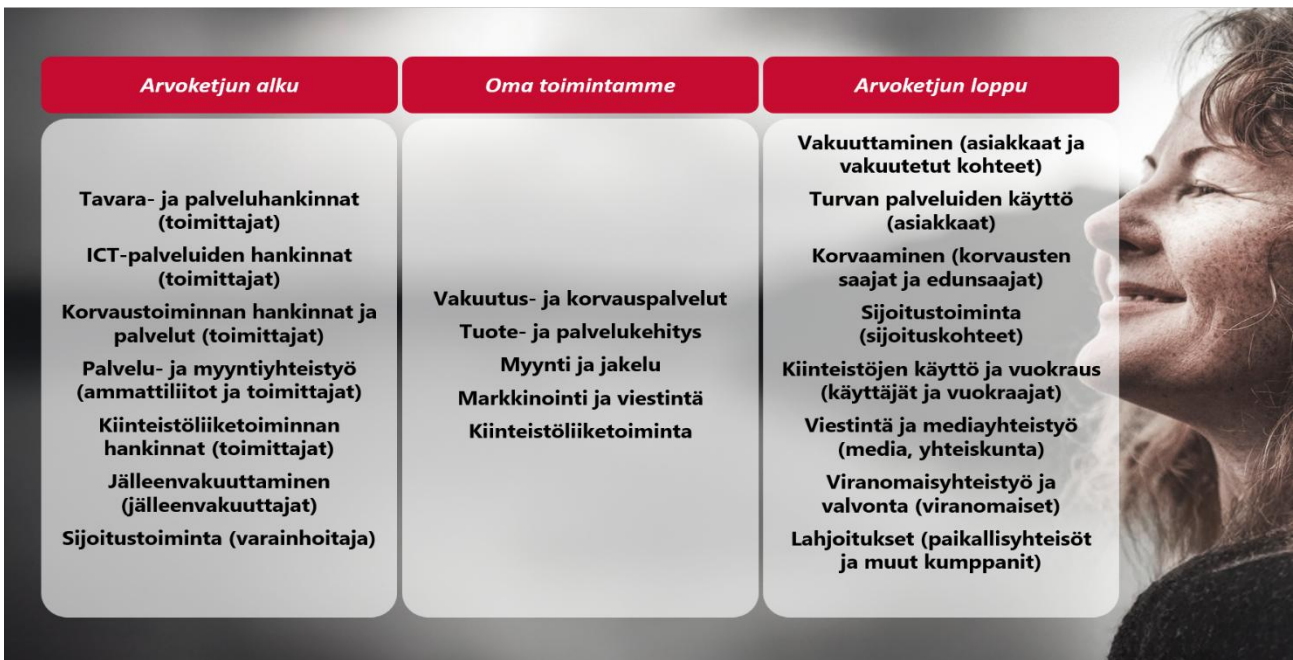 Arvoketjun alku
Tavara- ja palveluhankinnat
(toimittajat)
ICT-palveluiden hankinnat
(toimittajat)
Korvaustoiminnan hankinnat ja
palvelut (toimittajat)
Palvelu- ja myyntiyhteistyö
(ammattiliitot ja toimittajat)
Kiinteistöliiketoiminnan
hankinnat (toimittajat)
Jälleenvakuuttaminen
(jälleenvakuuttajat)
Sijoitustoiminta (varainhoitaja)
Oma toimintamme
Vakuutus- ja korvauspalvelut
Tuote- ja palvelukehitys
Myynti ja jakelu
Markkinointi ja viestintä
Kiinteistöliiketoiminta
Arvoketjun loppu
Vakuuttaminen (asiakkaat ja
vakuutetut kohteet)
Turvan palveluiden käyttö
(asiakkaat)
Korvaaminen (korvausten
saajat ja edunsaajat)
Sijoitustoiminta
(sijoituskohteet)
Kiinteistöjen käyttö ja vuokraus
(käyttäjät ja vuokraajat)
Viestintä ja mediayhteistyö
(media, yhteiskunta)
Viranomaisyhteistyö ja
valvonta (viranomaiset)
Lahjoitukset (paikallisyhteisöt
ja muut kumppanit)